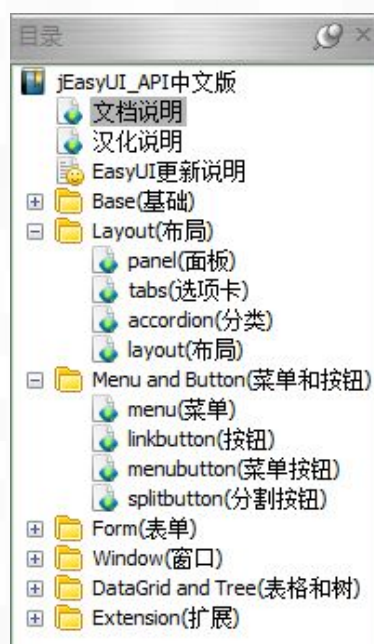 目录
jEasyUI_API中文版
文档说明
汉化说明
EasyUI更新说明
Base(基础)
Layout(布局)
panel(面板)
tabs(选项卡)
accordion(分类)
layout(布局)
Menu and Button(菜单和按钮)
menu(菜单)
linkbutton(按钮)
menubutton(菜单按钮)
splitbutton(分割按钮)
Form(表单)
Window(窗口)
DataGrid and Tree(表格和树)
Extension(扩展)